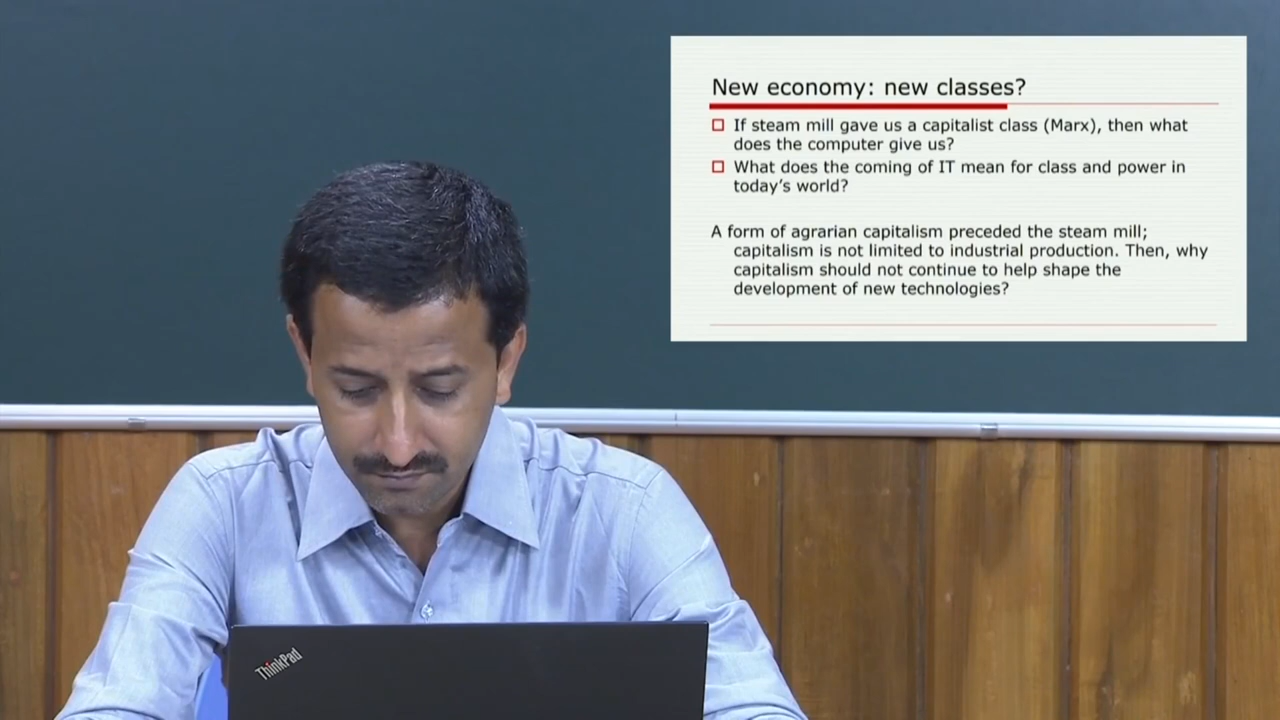 New economy: new classes?
If steam mill gave us a capitalist class (Marx), then what
does the computer give us?
What does the coming of IT mean for class and power in
today's world?
A form of agrarian capitalism preceded the steam mill;
capitalism is not limited to industrial production. Then, why
capitalism should not continue to help shape the
development of new technologies?
ThinkPad